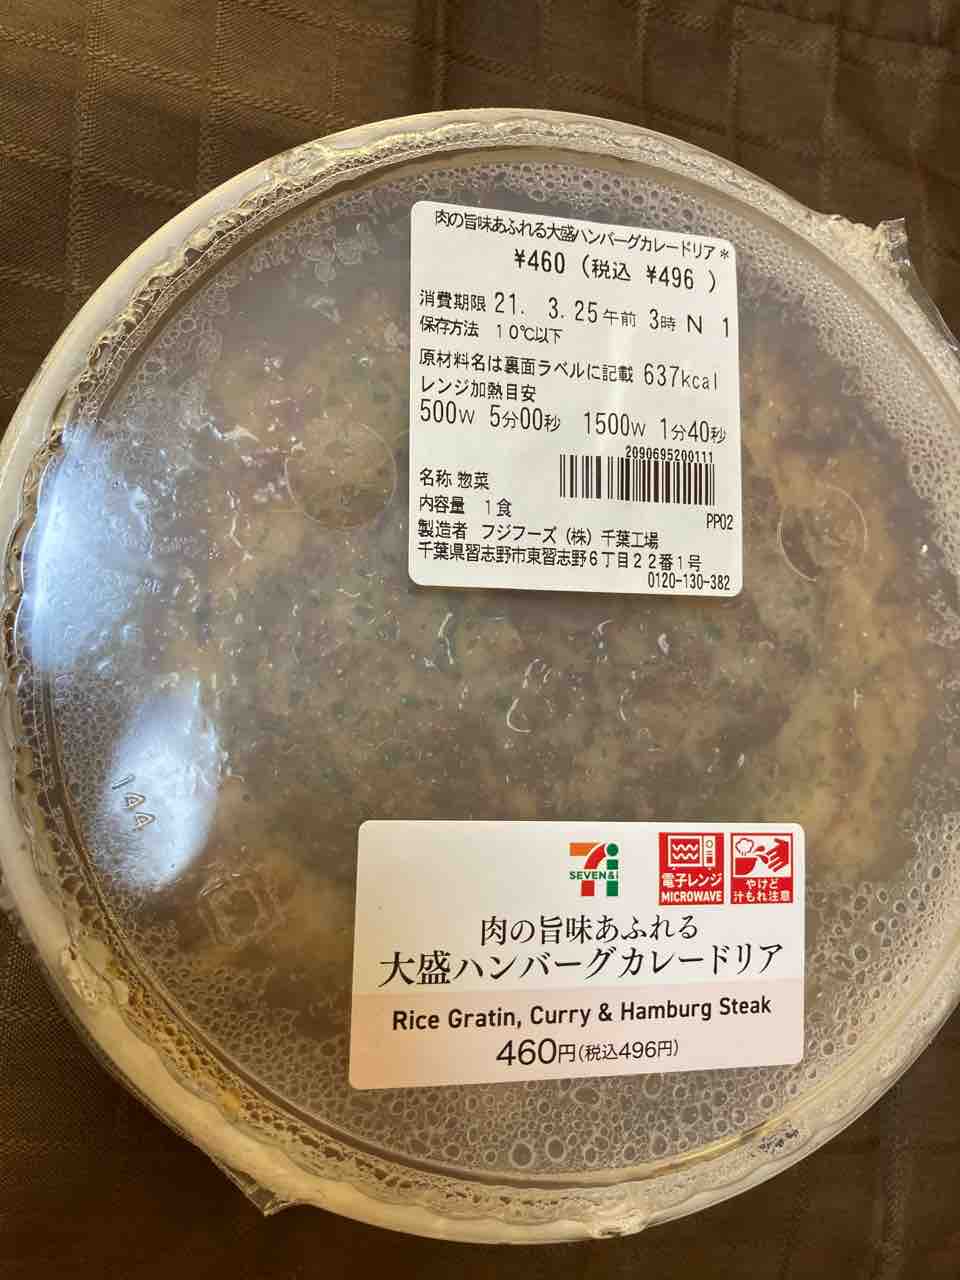 肉の旨味あふれる大盛ハンバーグカレードリア*
¥460 (税込 ¥496 )
消費期限 21. 3. 25 午前 3時 N 1
保存方法 10℃以下
原材料名は裏面ラベルに記載 637kcal
レンジ加熱目安
500W 5分00秒 1500W 1分40秒
2090695200111
名称 惣菜
内容量 1食
PP02
製造者 フジフーズ (株) 千葉工場
千葉県習志野市東習志野6丁目22番1号
0120-130-382
1AA
SEVEN&i
電子レンジ
MICROWAVE
やけど
汁もれ注意
肉の旨味あふれる
大盛ハンバーグカレードリア
Rice Gratin, Curry & Hamburg Steak
460円(税込496円)